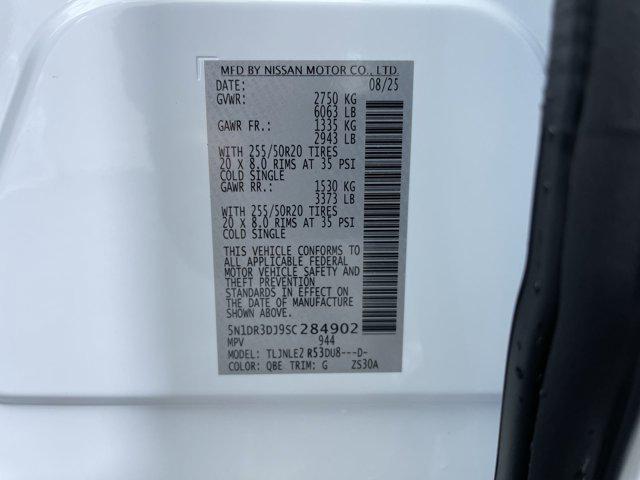 MFD BY NISSAN MOTOR CO., LTD.
DATE: 08/25
GVWR: 2750 KG
6063 LB
GAWR FR.: 1335 KG
2943 LB
WITH 255/50R20 TIRES
20 X 8.0 RIMS AT 35 PSI
COLD SINGLE
GAWR RR.: 1530 KG
3373 LB
WITH 255/50R20 TIRES
20 X 8.0 RIMS AT 35 PSI
COLD SINGLE
THIS VEHICLE CONFORMS TO
ALL APPLICABLE FEDERAL
MOTOR VEHICLE SAFETY AND
THEFT PREVENTION
STANDARDS IN EFFECT ON
THE DATE OF MANUFACTURE
SHOWN ABOVE.
5N1DR3DJ9SC284902
MPV 944
MODEL: TLJNLE2 R53DU8---D-
COLOR: QBE TRIM: G ZS30A